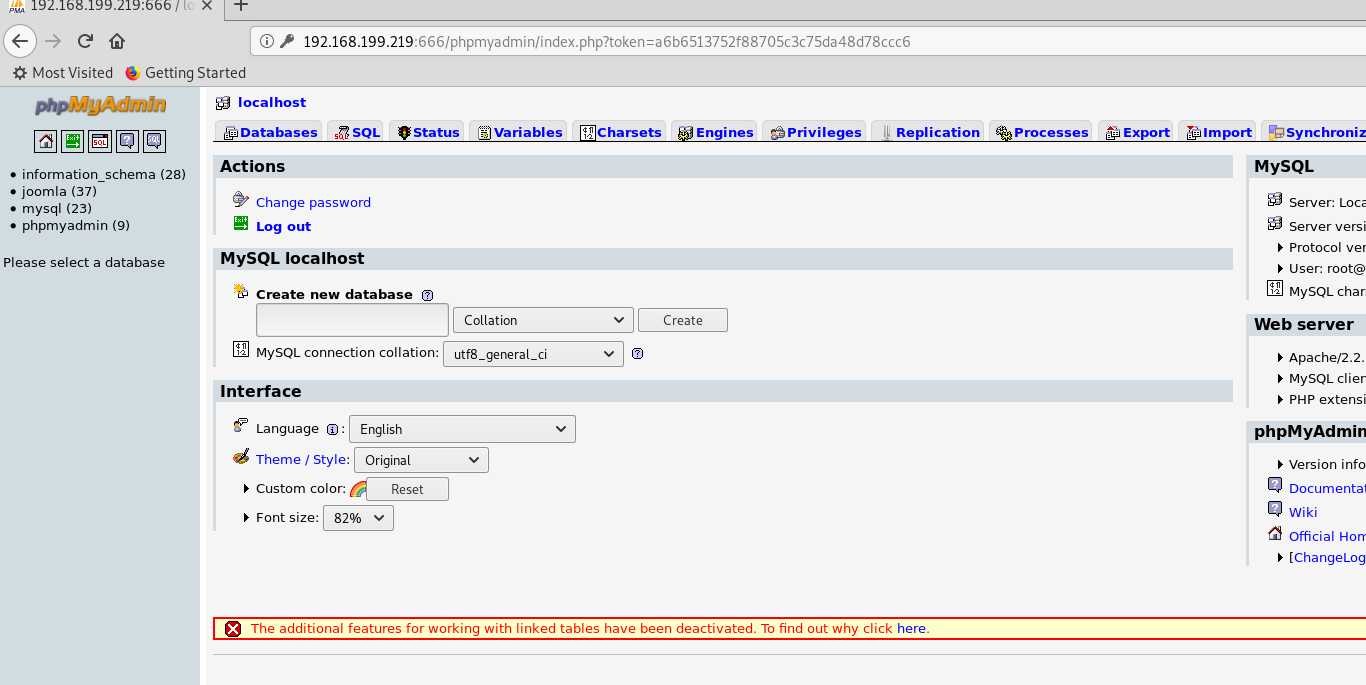 192.168.199.219:666 / lo
192.168.199.219:666/phpmyadmin/index.php?token=a6b6513752f88705c3c75da48d78ccc6
Most Visited Getting Started
phpMyAdmin
information_schema (28)
joomla (37)
mysql (23)
phpmyadmin (9)
Please select a database
localhost
Databases SQL Status Variables Charsets Engines Privileges Replication Processes Export Import Synchroniz
Actions
Change password
Log out
MySQL localhost
Create new database
Collation Create
MySQL connection collation: utf8_general_ci
Interface
Language : English
Theme / Style: Original
Custom color: Reset
Font size: 82%
MySQL
Server: Loca
Server versi
Protocol ver
User: root@
MySQL char
Web server
Apache/2.2.
MySQL clien
PHP extensi
phpMyAdmin
Version info
Documentat
Wiki
Official Hom
[ChangeLog
The additional features for working with linked tables have been deactivated. To find out why click here.